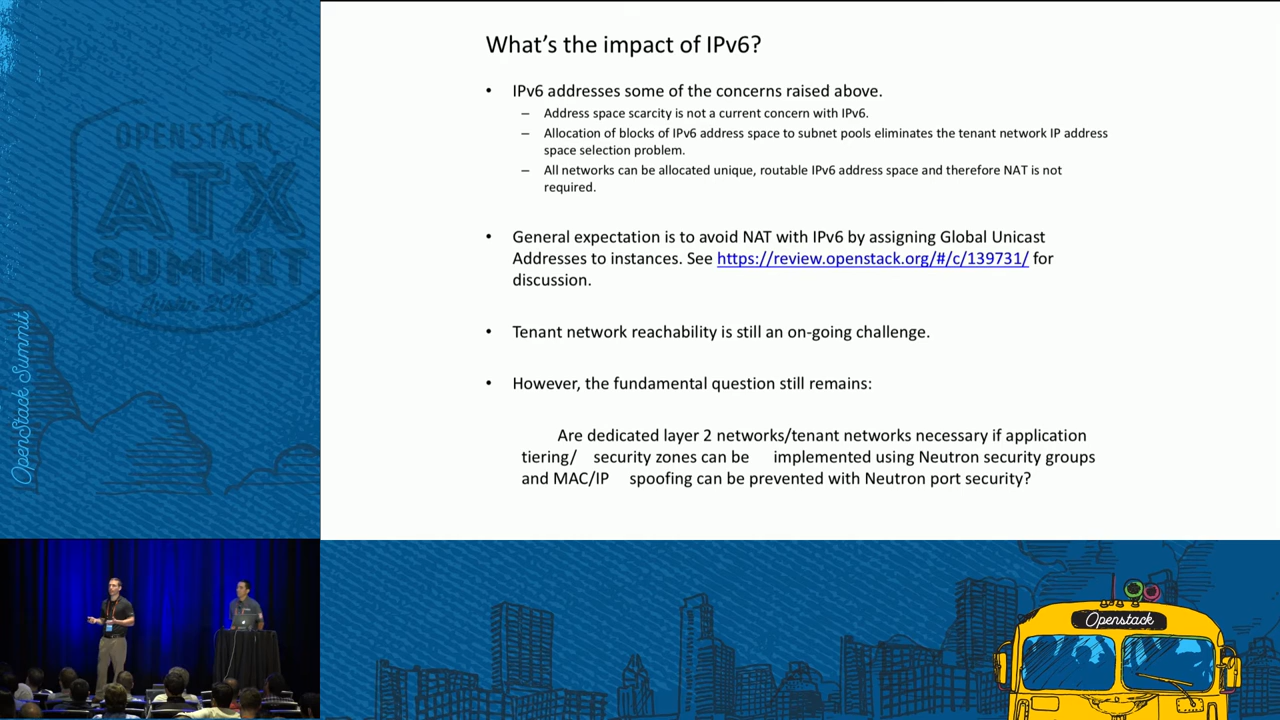 What's the impact of IPv6?
• IPv6 addresses some of the concerns raised above.
– Address space scarcity is not a current concern with IPv6.
– Allocation of blocks of IPv6 address space to subnet pools eliminates the tenant network IP address
space selection problem.
– All networks can be allocated unique, routable IPv6 address space and therefore NAT is not
required.
• General expectation is to avoid NAT with IPv6 by assigning Global Unicast
Addresses to instances. See https://review.openstack.org/#/c/139731/ for
discussion.
• Tenant network reachability is still an on-going challenge.
• However, the fundamental question still remains:
Are dedicated layer 2 networks/tenant networks necessary if application
tiering/ security zones can be implemented using Neutron security groups
and MAC/IP spoofing can be prevented with Neutron port security?
OPENSTACK
ATX
SUMMIT
OpenStack Summit
Openstack